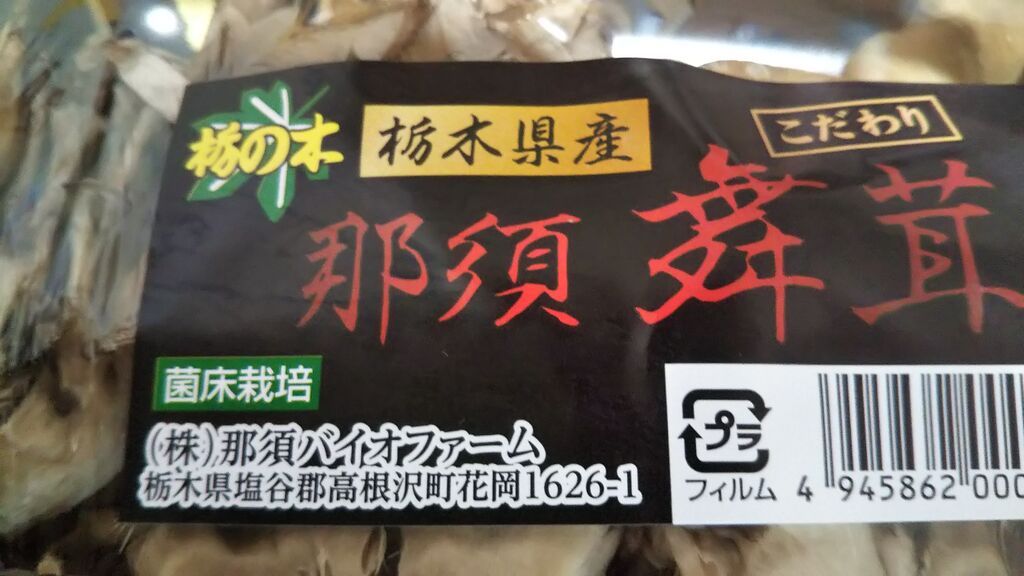 栃の木
栃木県産
こだわり
那須舞茸
菌床栽培
(株)那須バイオファーム
栃木県塩谷郡高根沢町花岡1626-1
プラ
フィルム
4 945862 000